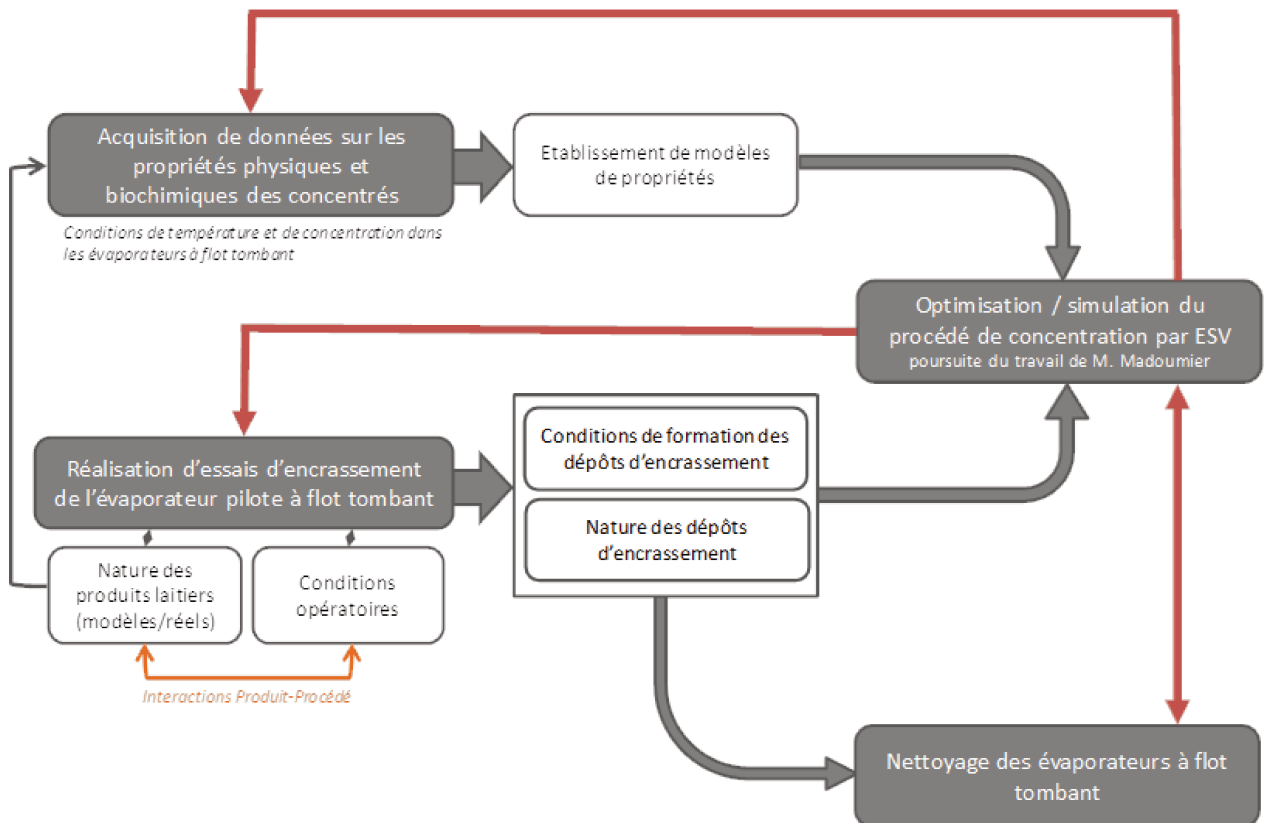 Acquisition de données sur les
propriétés physiques et
biochimiques des concentrés
Etablissement de modèles
de propriétés
Conditions de température et de concentration dans
les évaporateurs à flot tombant
Optimisation / simulation du
procédé de concentration par ESV
poursuite du travail de M. Madoumier
Réalisation d'essais d'encrassement
de l'évaporateur pilote à flot tombant
Conditions de formation des
dépôts d'encrassement
Nature des dépôts
d'encrassement
Nature des
produits laitiers
(modèles/réels)
Conditions
opératoires
Interactions Produit-Procédé
Nettoyage des évaporateurs à flot
tombant